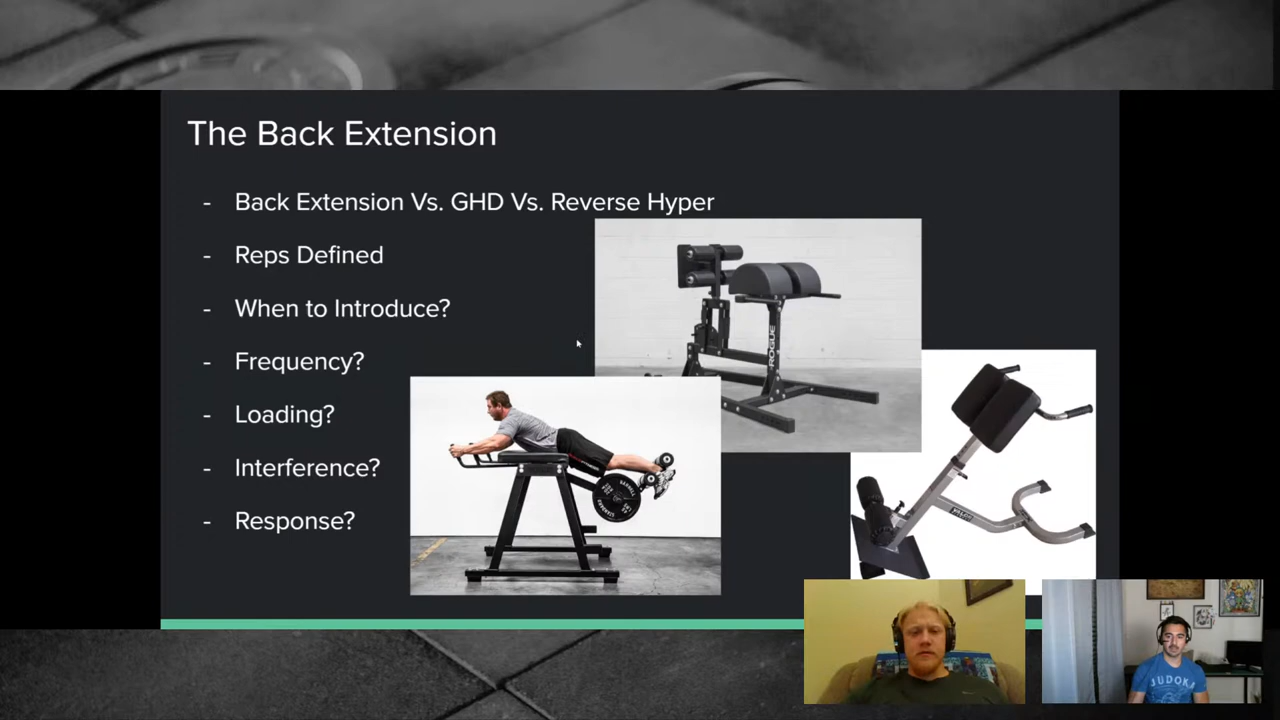 The Back Extension
- Back Extension Vs. GHD Vs. Reverse Hyper
- Reps Defined
- When to Introduce?
- Frequency?
- Loading?
- Interference?
- Response?
ROGUE
JUDOKA